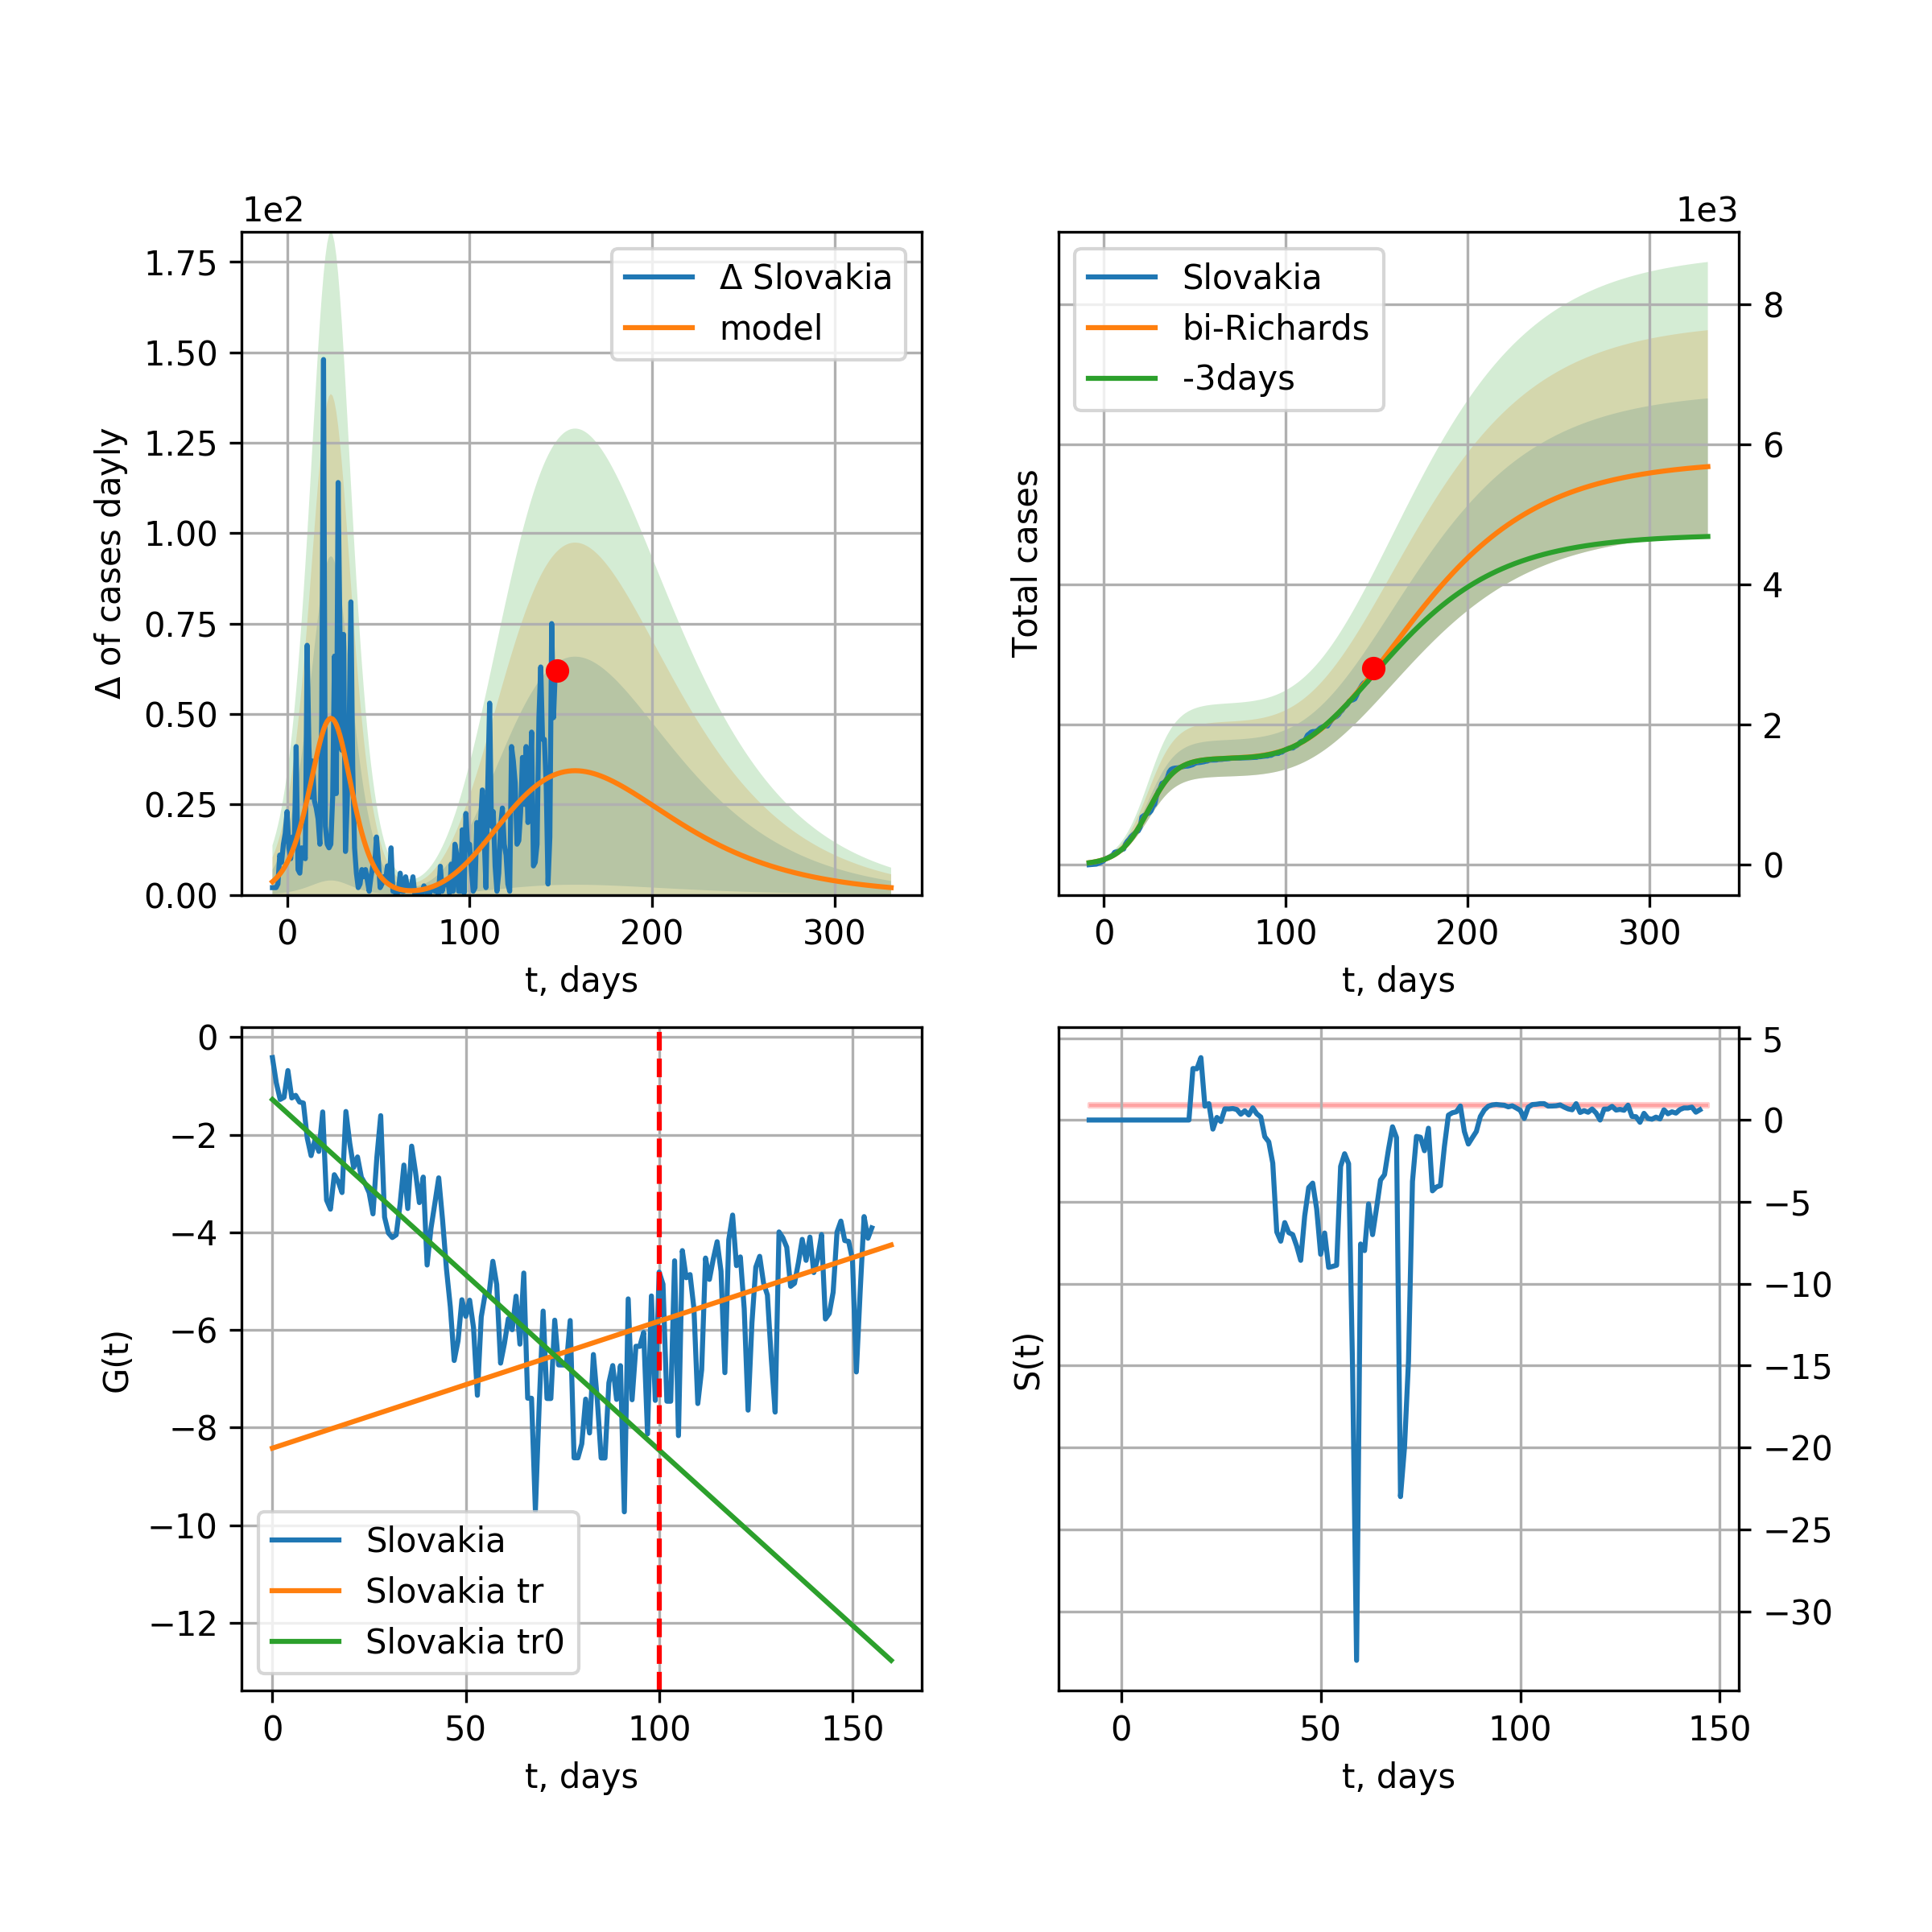 1e2
Δ of cases dayly
1.75
1.50
1.25
1.00
0.75
0.50
0.25
0.00
Δ Slovakia
model
0 100 200 300
t, days
1e3
Total cases
Slovakia
bi-Richards
-3days
8
6
4
2
0
0 100 200 300
t, days
G(t)
0
−2
−4
−6
−8
−10
−12
Slovakia
Slovakia tr
Slovakia tr0
0 50 100 150
t, days
S(t)
5
0
−5
−10
−15
−20
−25
−30
0 50 100 150
t, days